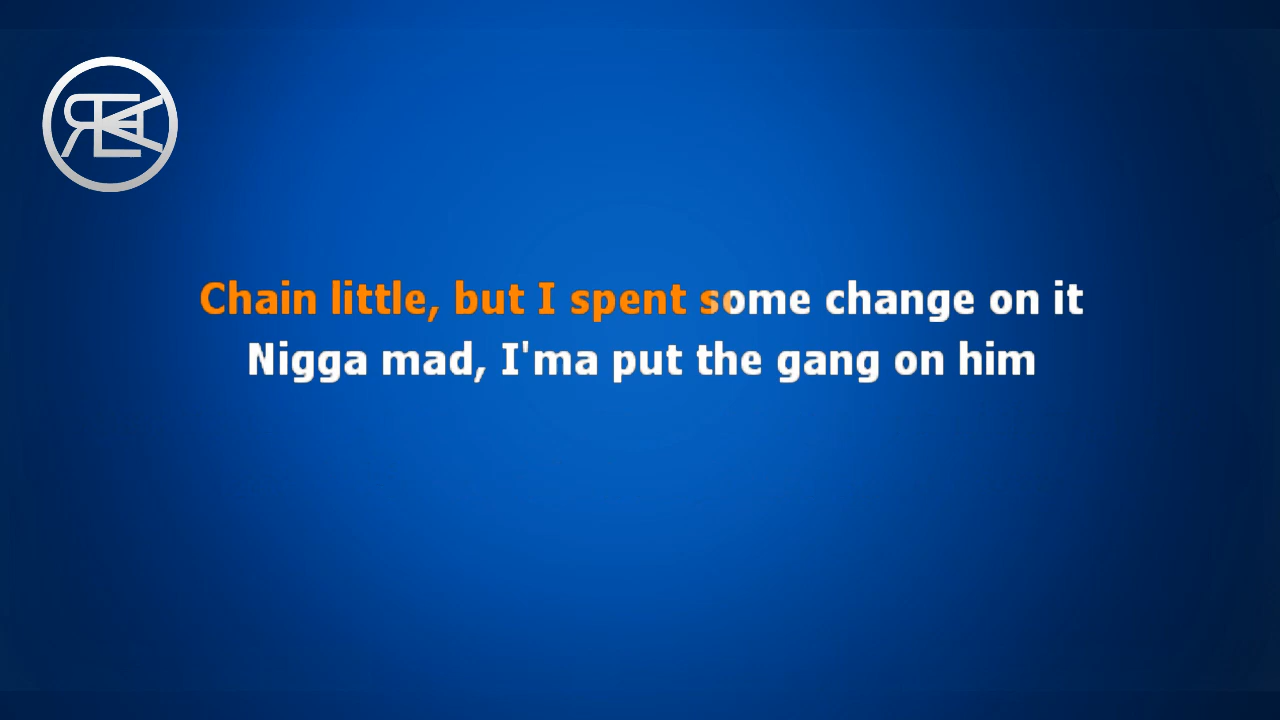 Chain little, but I spent some change on it
Nigga mad, I'ma put the gang on him